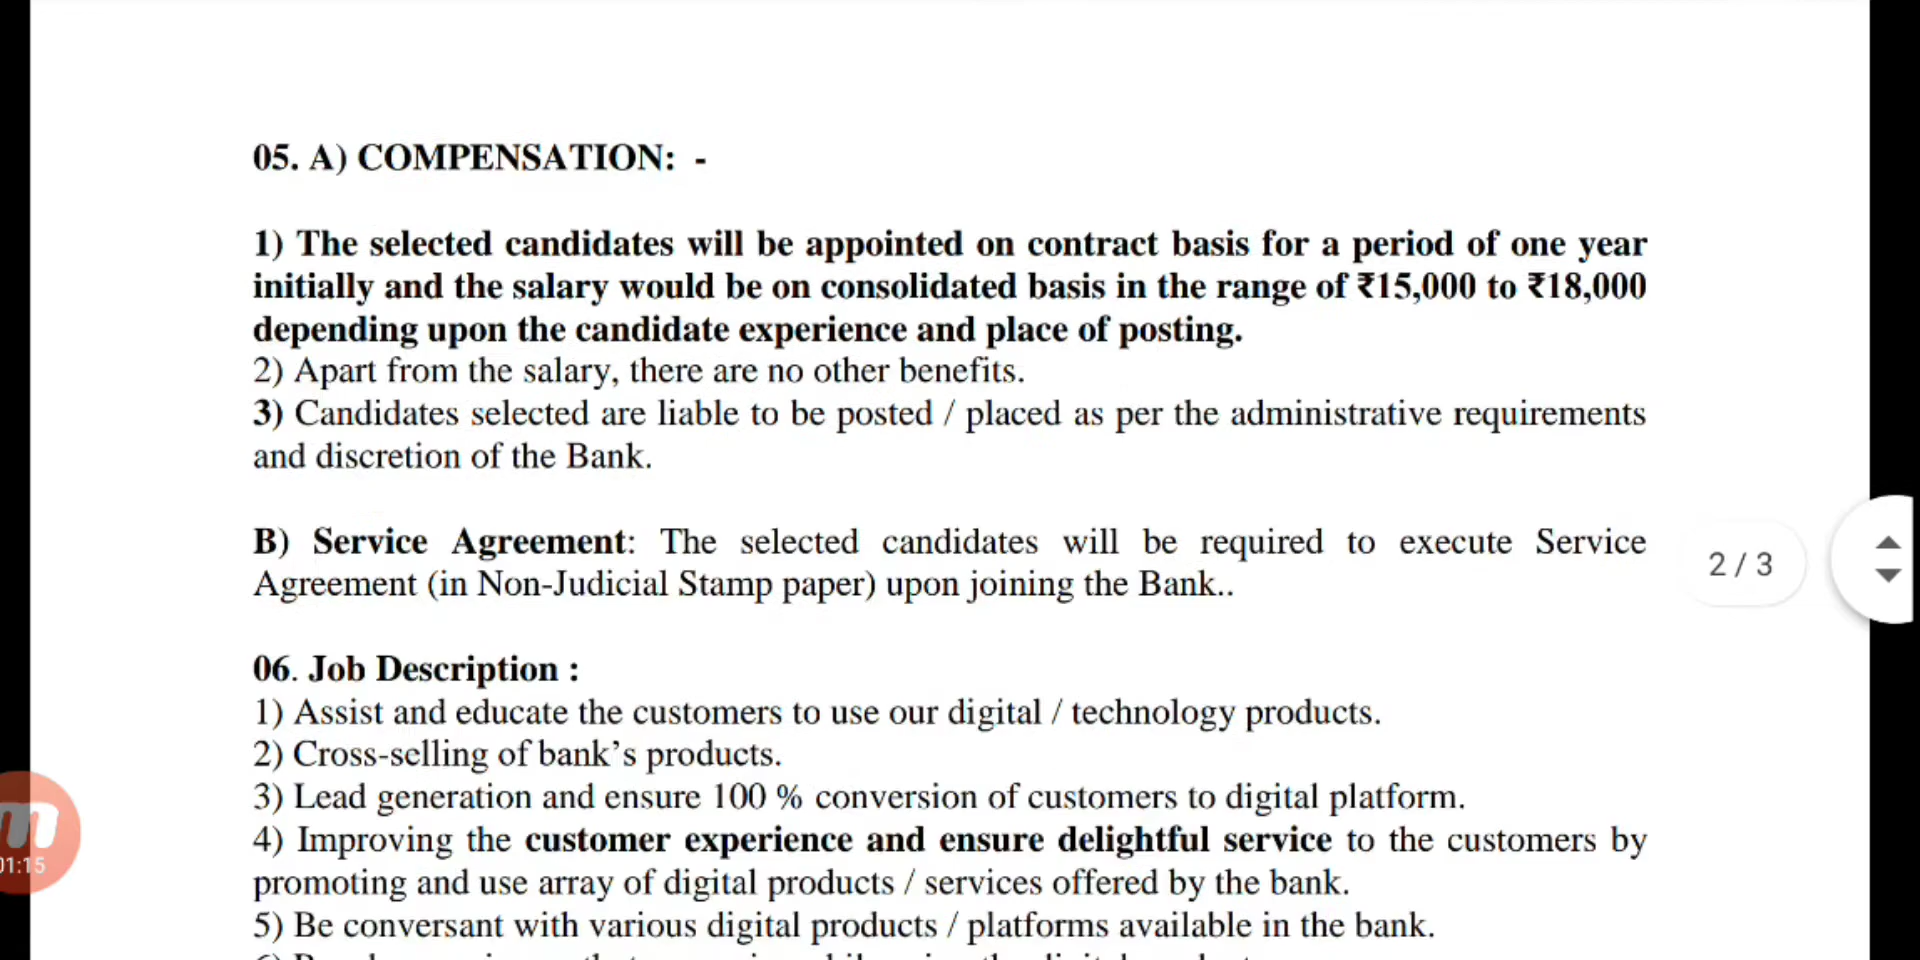 05. A) COMPENSATION: -
1) The selected candidates will be appointed on contract basis for a period of one year
initially and the salary would be on consolidated basis in the range of ₹15,000 to ₹18,000
depending upon the candidate experience and place of posting.
2) Apart from the salary, there are no other benefits.
3) Candidates selected are liable to be posted / placed as per the administrative requirements
and discretion of the Bank.
B) Service Agreement: The selected candidates will be required to execute Service
Agreement (in Non-Judicial Stamp paper) upon joining the Bank..
2 / 3
06. Job Description :
1) Assist and educate the customers to use our digital / technology products.
2) Cross-selling of bank’s products.
3) Lead generation and ensure 100 % conversion of customers to digital platform.
4) Improving the customer experience and ensure delightful service to the customers by
promoting and use array of digital products / services offered by the bank.
01:15
5) Be conversant with various digital products / platforms available in the bank.